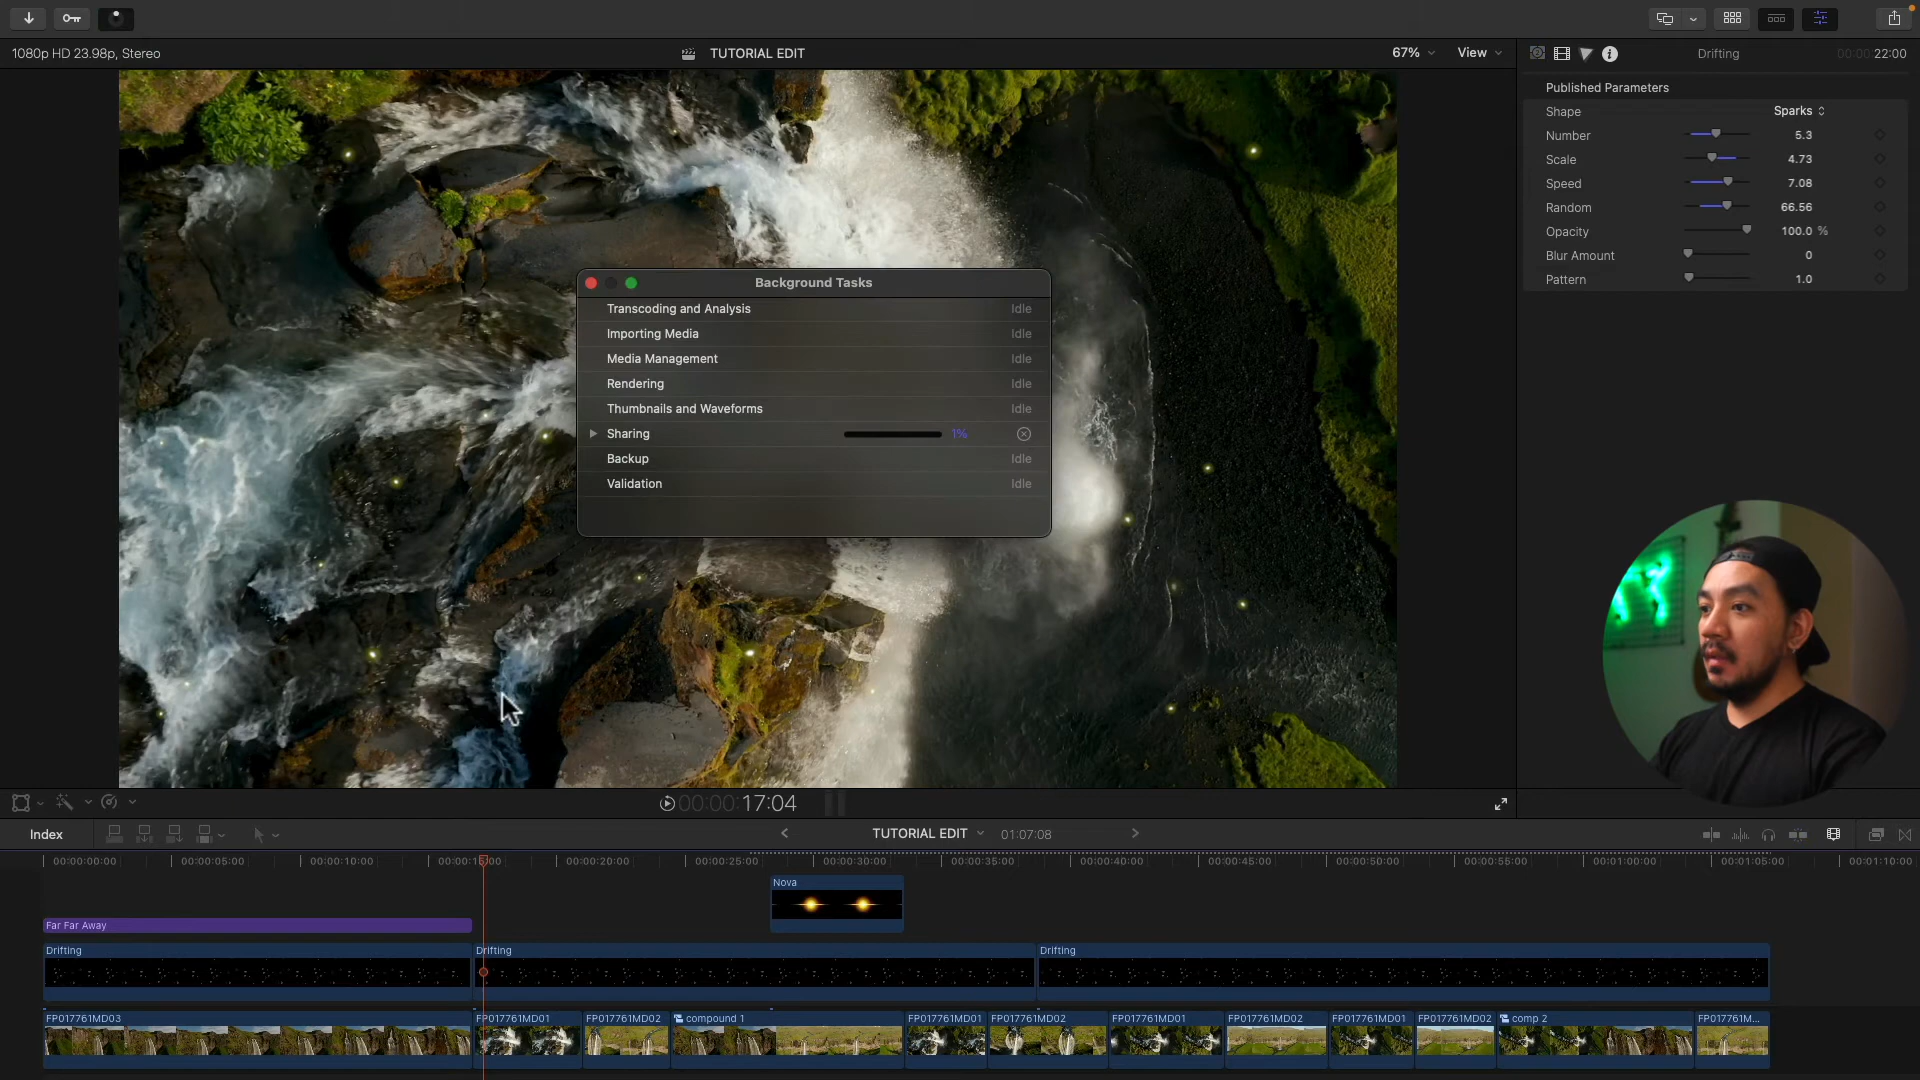 1080p HD 23.98p, Stereo
TUTORIAL EDIT
67%
View
Drifting
00:00:22:00
Published Parameters
Shape
Sparks
Number
5.3
Scale
4.73
Speed
7.08
Random
66.56
Opacity
100.0 %
Blur Amount
0
Pattern
1.0
Background Tasks
Transcoding and Analysis
Idle
Importing Media
Idle
Media Management
Idle
Rendering
Idle
Thumbnails and Waveforms
Idle
Sharing
1%
Backup
Idle
Validation
Idle
00:00:17:04
Index
TUTORIAL EDIT
01:07:08
00:00:00:00
00:00:05:00
00:00:10:00
00:00:20:00
00:00:25:00
00:00:30:00
00:00:35:00
00:00:40:00
00:00:45:00
00:00:50:00
00:00:55:00
00:01:00:00
00:01:05:00
00:01:10:00
Nova
Far Far Away
Drifting
Drifting
Drifting
FP017761MD03
FP017761MD01
FP017761MD02
compound 1
FP017761MD01
FP017761MD02
FP017761MD01
FP017761MD02
FP017761MD01
FP017761MD02
comp 2
FP017761M...